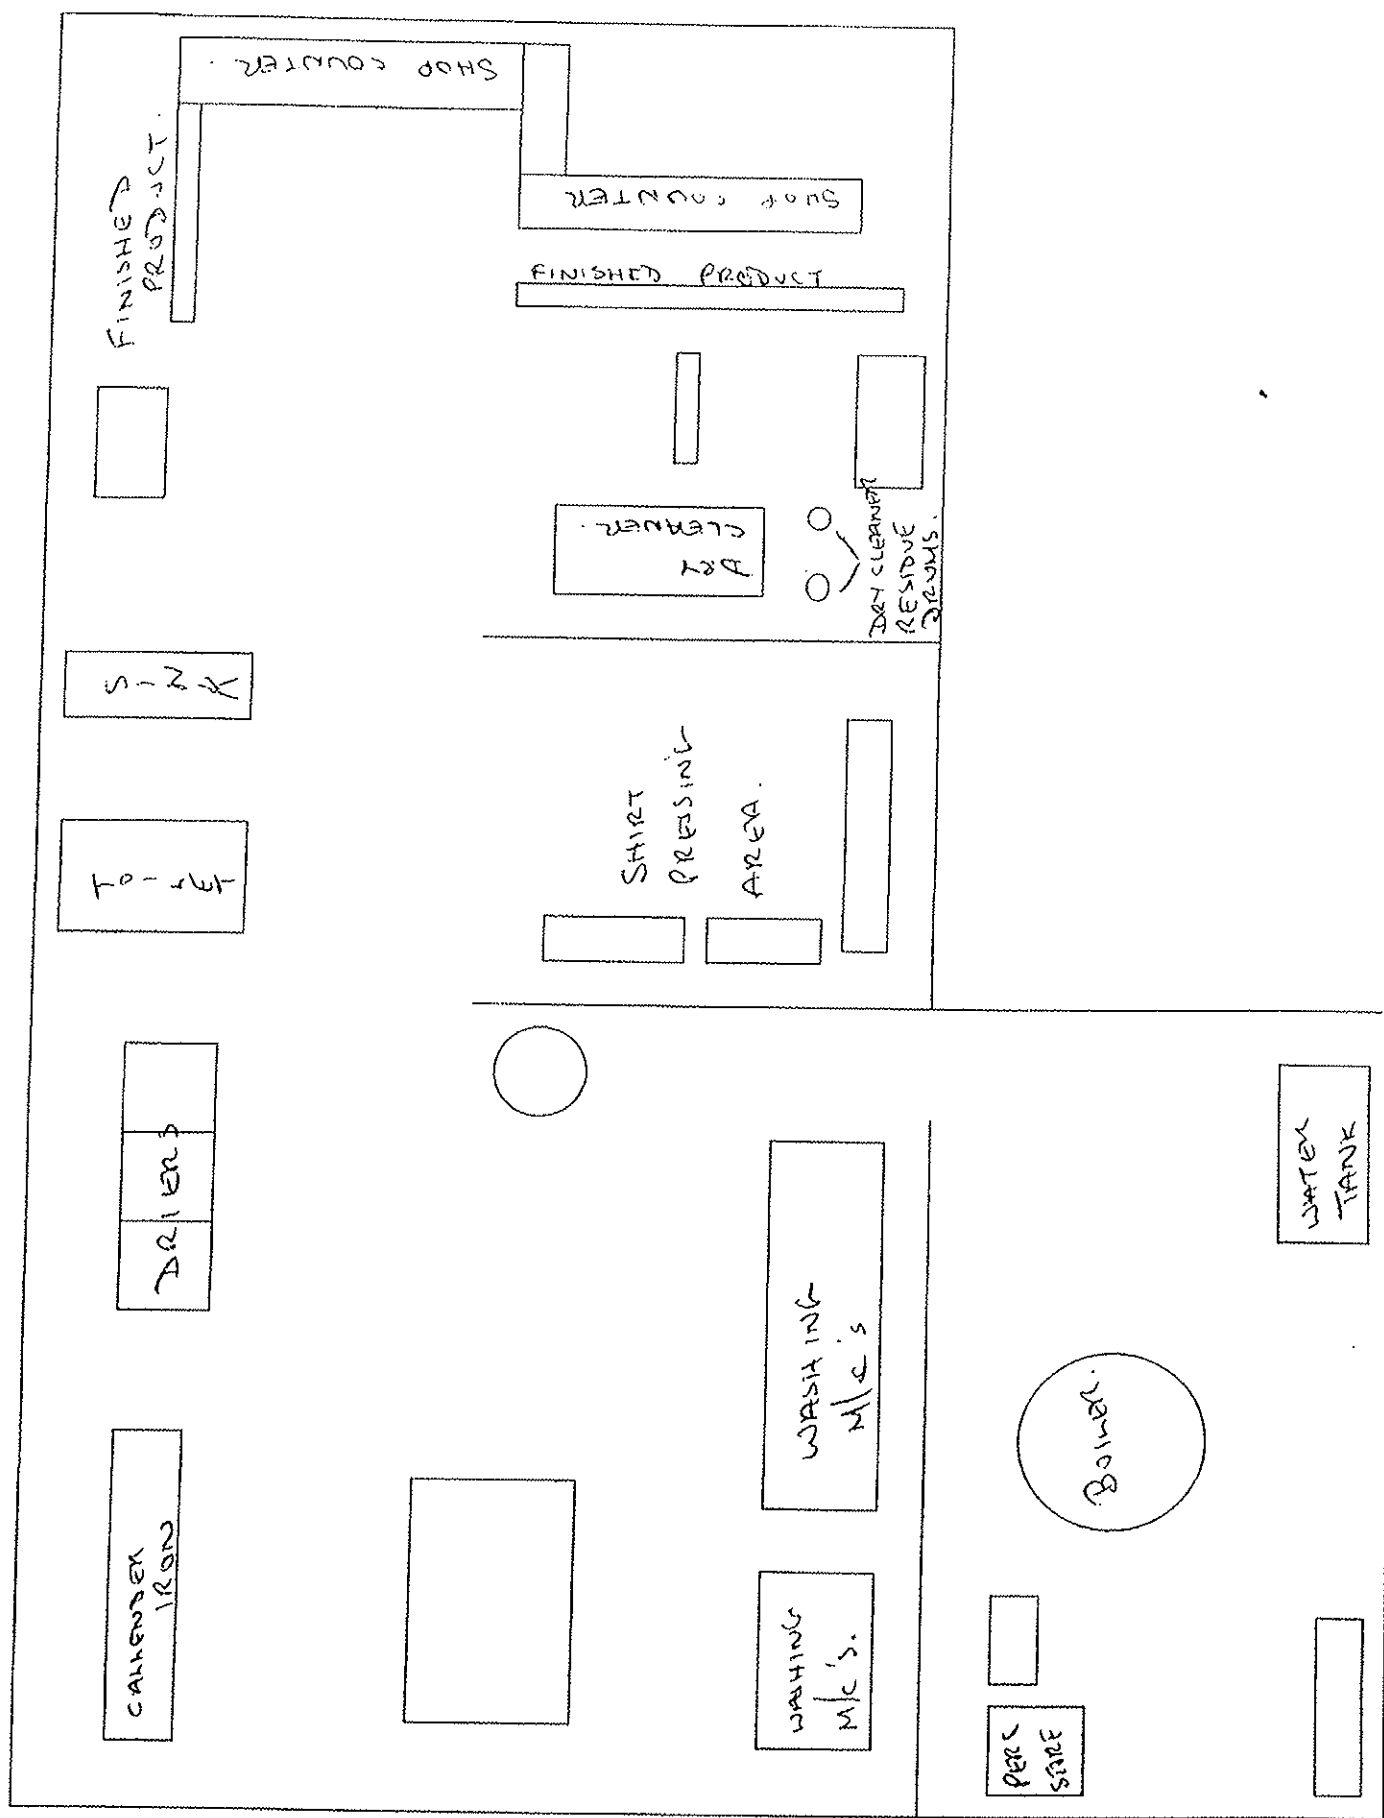 SHOP COUNTER.
FINISHED
PRODUCT.
SHOP COUNTER
FINISHED PRODUCT
DRY
CLEANER.
DRY CLEANER
RESIDUE
DRUMS.
SINK
TOILET
SHIRT
PRESSING
AREA.
DRIERS
WASHING
M/C's
WATER
TANK
BOILER.
CALLENDER
IRON
WASHING
M/C's.
PERC
STORE